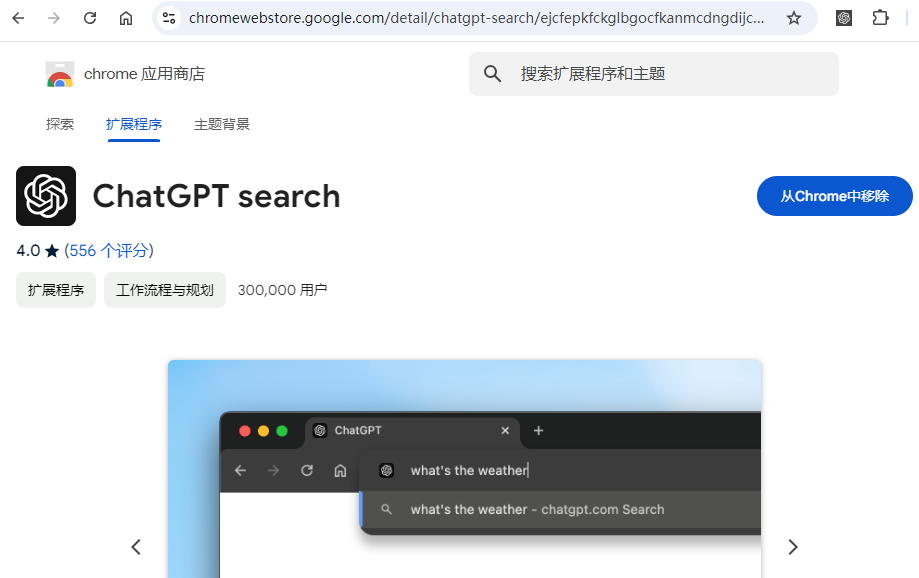 chromewebstore.google.com/detail/chatgpt-search/ejcfepkfckglbgocfkanmcdngdijc...
chrome 应用商店
搜索扩展程序和主题
探索 扩展程序 主题背景
ChatGPT search
从Chrome中移除
4.0 ★ (556 个评分)
扩展程序 工作流程与规划 300,000 用户
ChatGPT
what's the weather
what's the weather - chatgpt.com Search